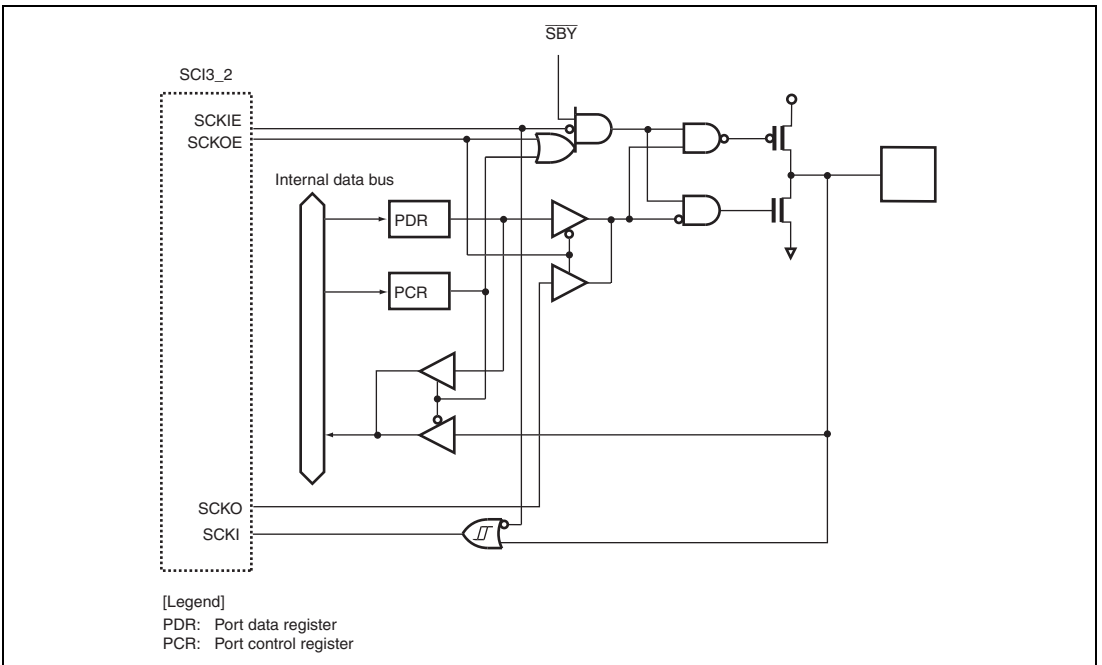 S̅B̅Y̅
SCI3_2
SCKIE
SCKOE
Internal data bus
PDR
PCR
SCKO
SCKI
[Legend]
PDR: Port data register
PCR: Port control register